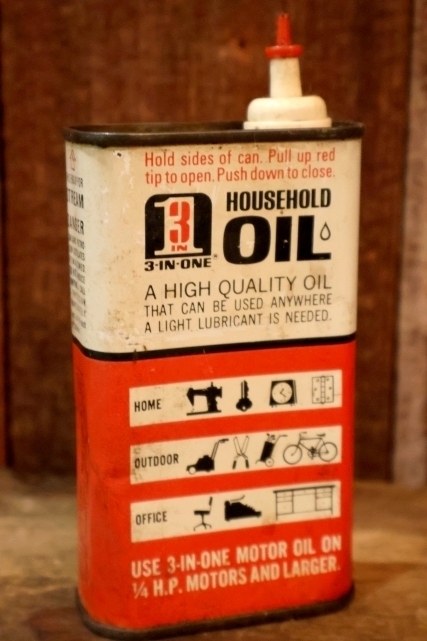 Hold sides of can. Pull up red
tip to open. Push down to close.
1
3
IN
3-IN-ONE®
HOUSEHOLD
OIL
A HIGH QUALITY OIL
THAT CAN BE USED ANYWHERE
A LIGHT LUBRICANT IS NEEDED.
HOME
OUTDOOR
OFFICE
USE 3-IN-ONE MOTOR OIL ON
¼ H.P. MOTORS AND LARGER.